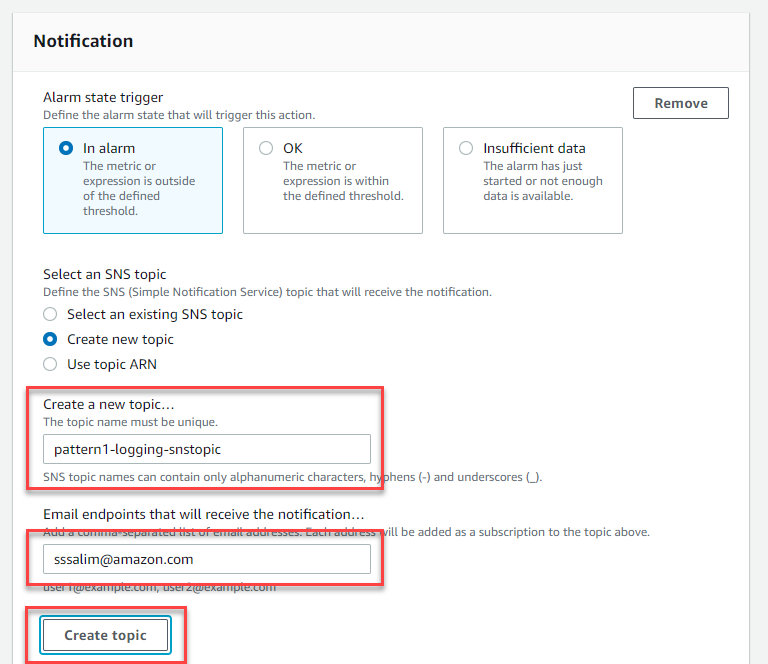 Notification
Alarm state trigger
Define the alarm state that will trigger this action.
Remove
In alarm
The metric or
expression is outside
of the defined
threshold.
OK
The metric or
expression is within
the defined threshold.
Insufficient data
The alarm has just
started or not enough
data is available.
Select an SNS topic
Define the SNS (Simple Notification Service) topic that will receive the notification.
Select an existing SNS topic
Create new topic
Use topic ARN
Create a new topic…
The topic name must be unique.
pattern1-logging-snstopic
SNS topic names can contain only alphanumeric characters, hyphens (-) and underscores (_).
Email endpoints that will receive the notification…
Add a comma-separated list of email addresses. Each address will be added as a subscription to the topic above.
sssalim@amazon.com
user1@example.com, user2@example.com
Create topic